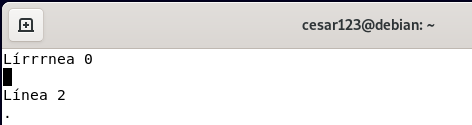 cesar123@debian: ~
Lírrrnea 0
Línea 2
.